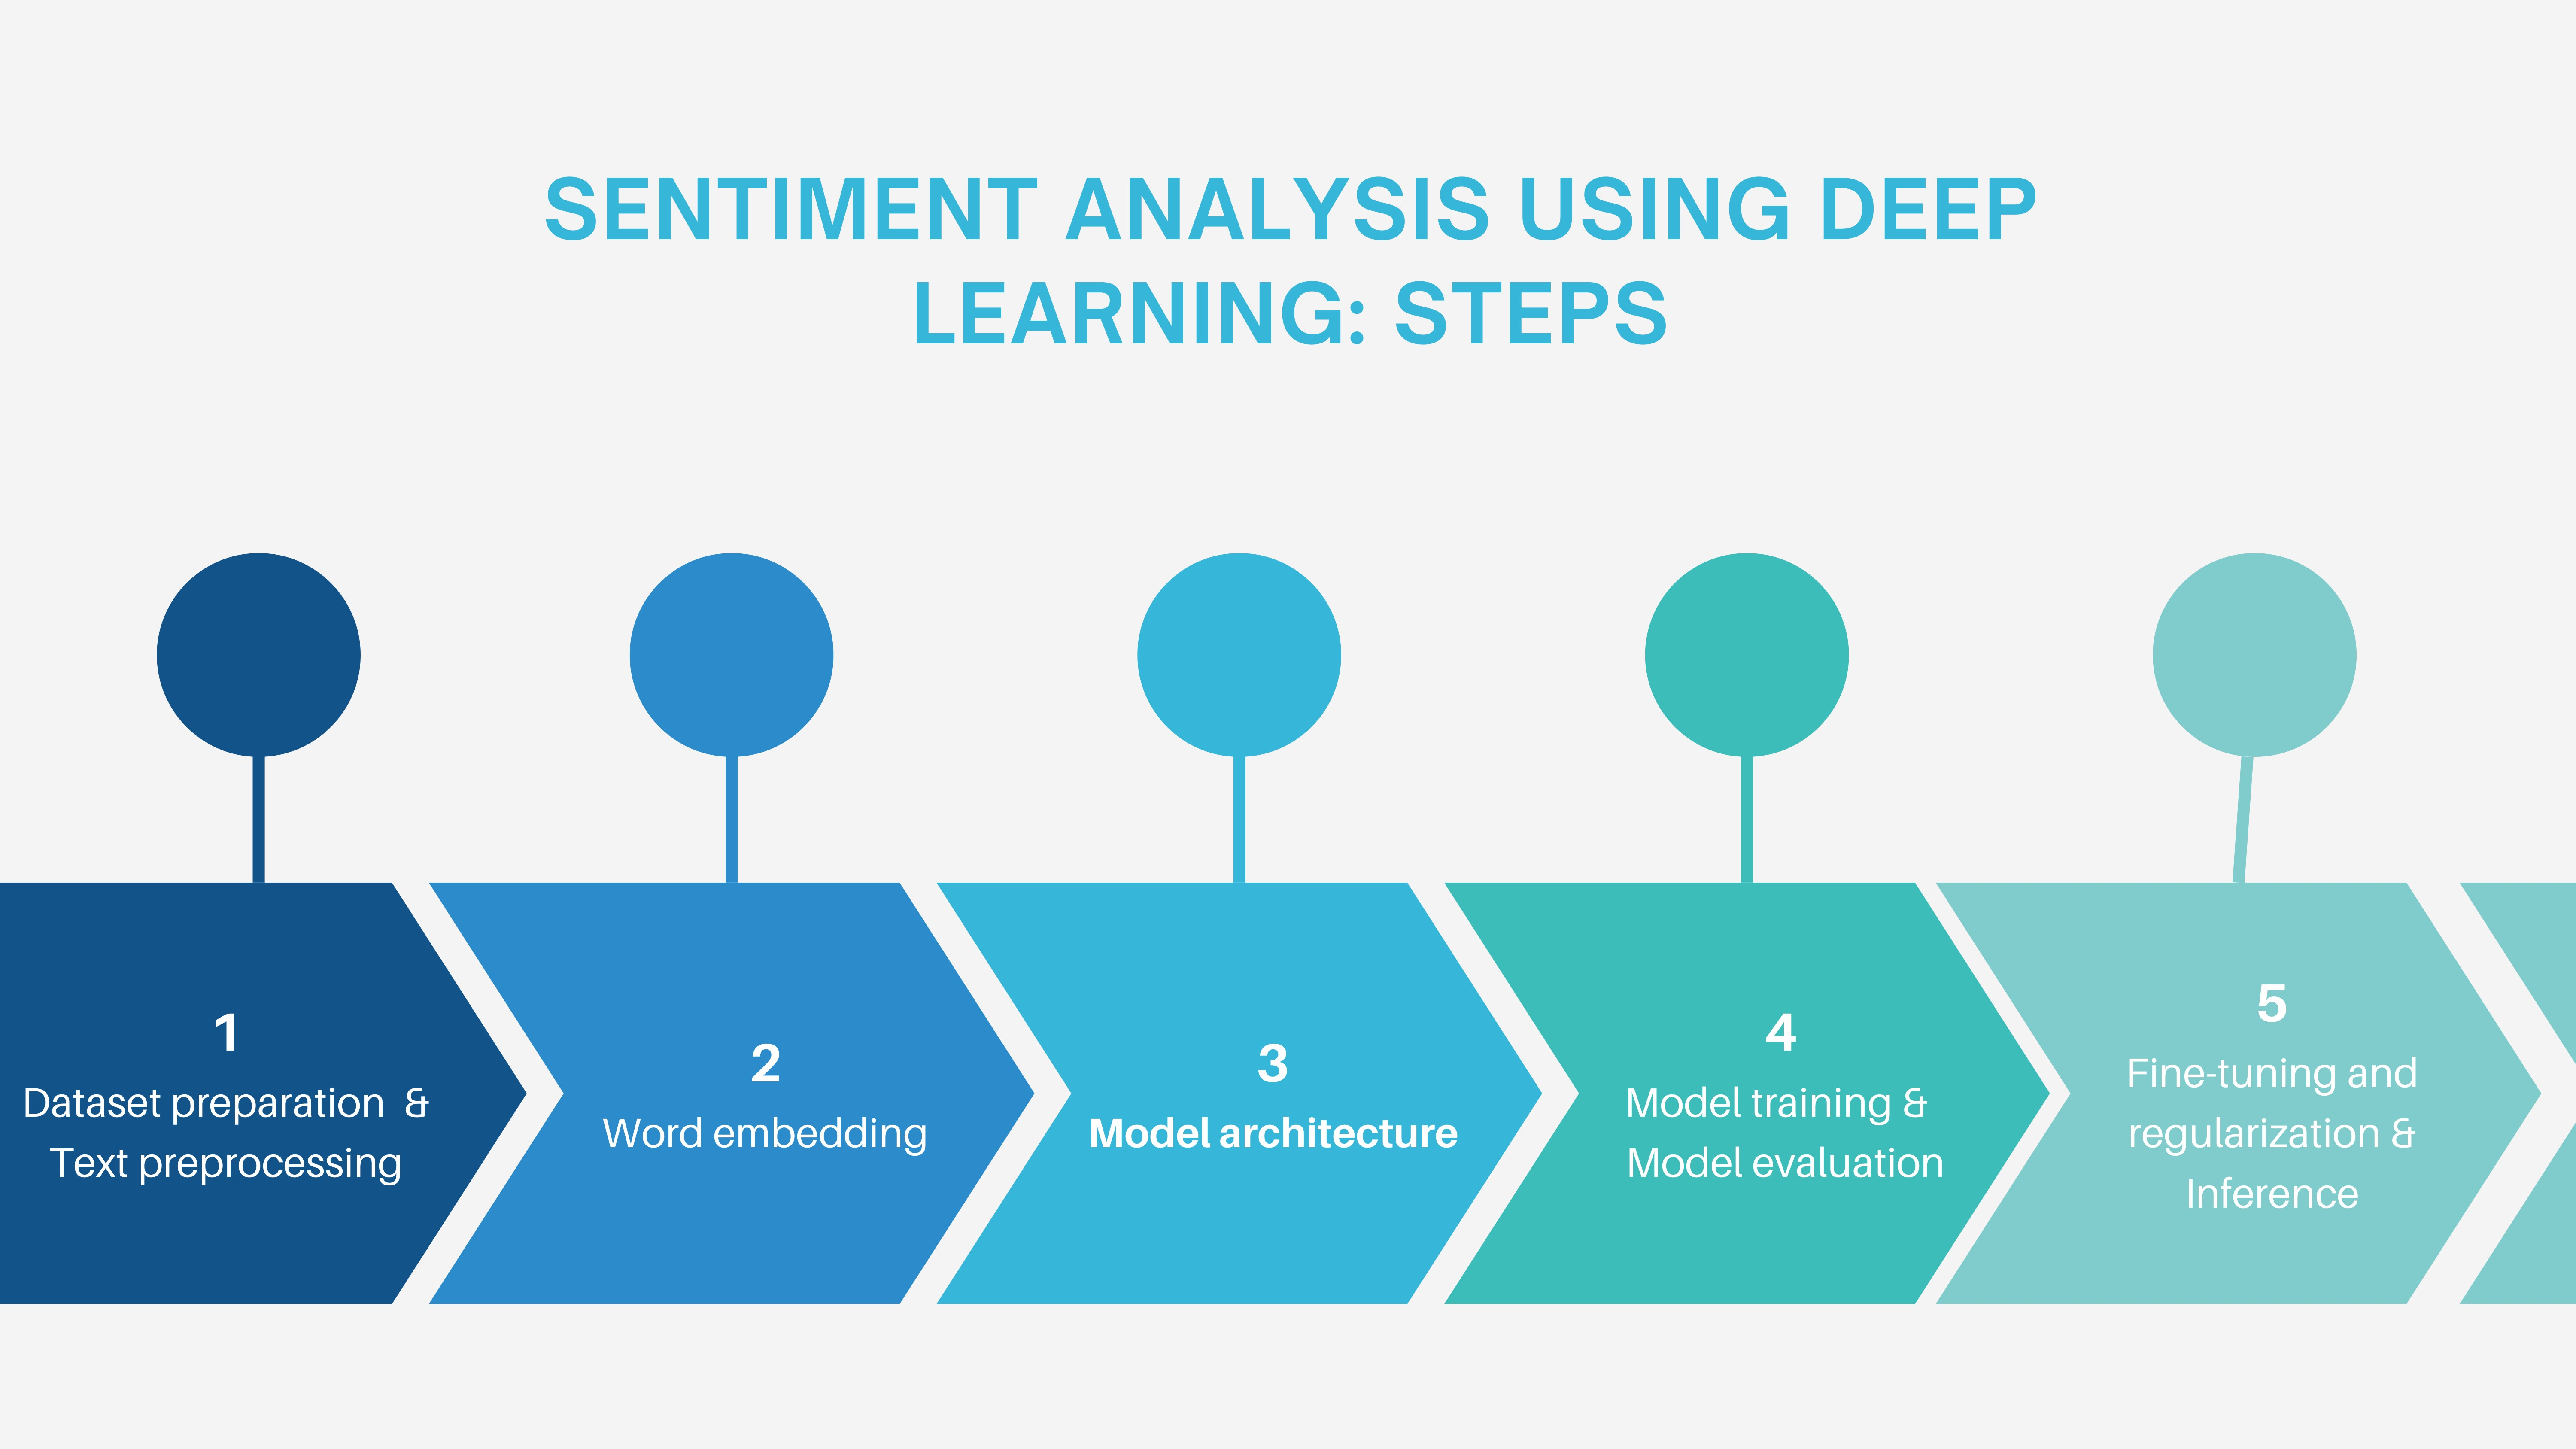 SENTIMENT ANALYSIS USING DEEP
LEARNING: STEPS
1
Dataset preparation  &
Text preprocessing
2
Word embedding
3
Model architecture
4
Model training &
Model evaluation
5
Fine-tuning and
regularization &
Inference